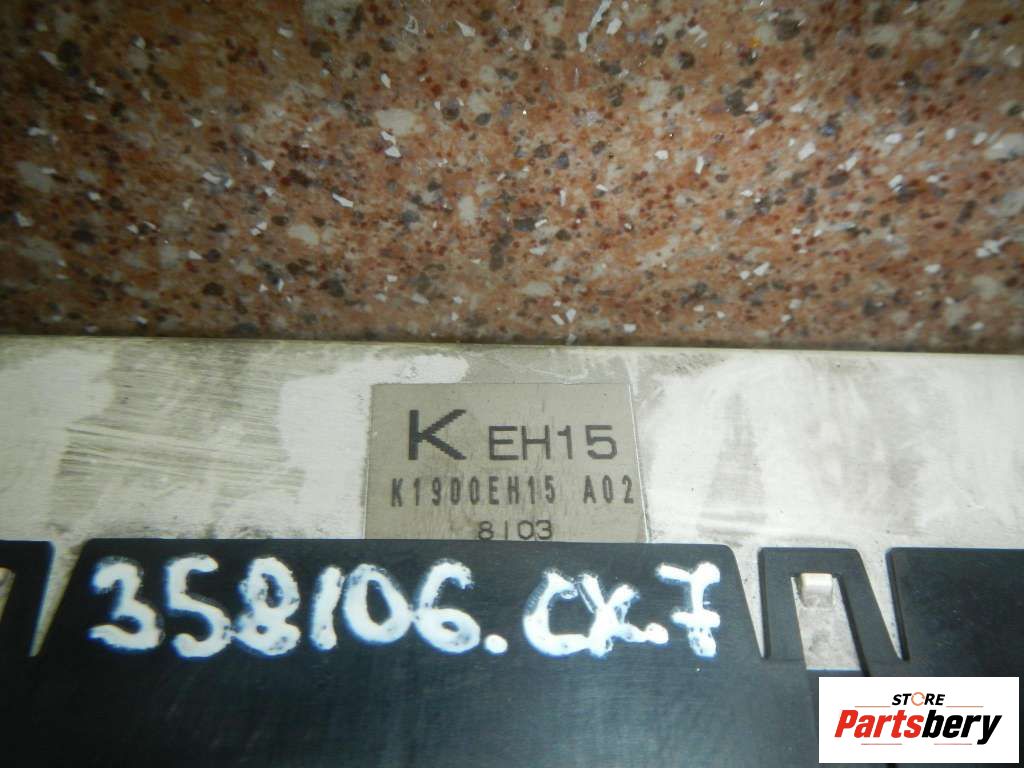 K EH15
K1900EH15 A02
8103
358106.CX.7
STORE
Partsbery